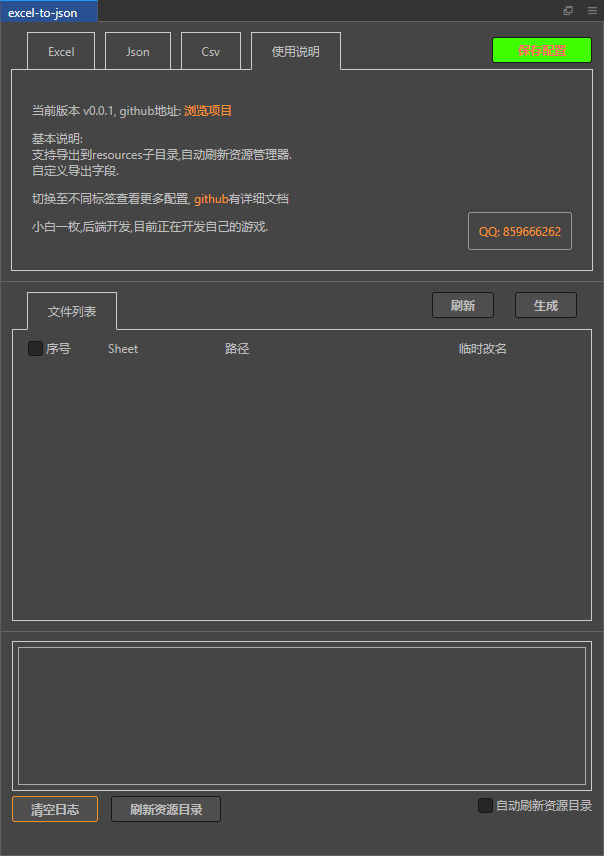 excel-to-json
Excel
Json
Csv
使用说明
保存配置
当前版本 v0.0.1, github地址: 浏览项目
基本说明:
支持导出到resources子目录,自动刷新资源管理器.
自定义导出字段.
切换至不同标签查看更多配置, github有详细文档
小白一枚,后端开发,目前正在开发自己的游戏.
QQ: 859666262
文件列表
刷新
生成
序号
Sheet
路径
临时改名
清空日志
刷新资源目录
自动刷新资源目录